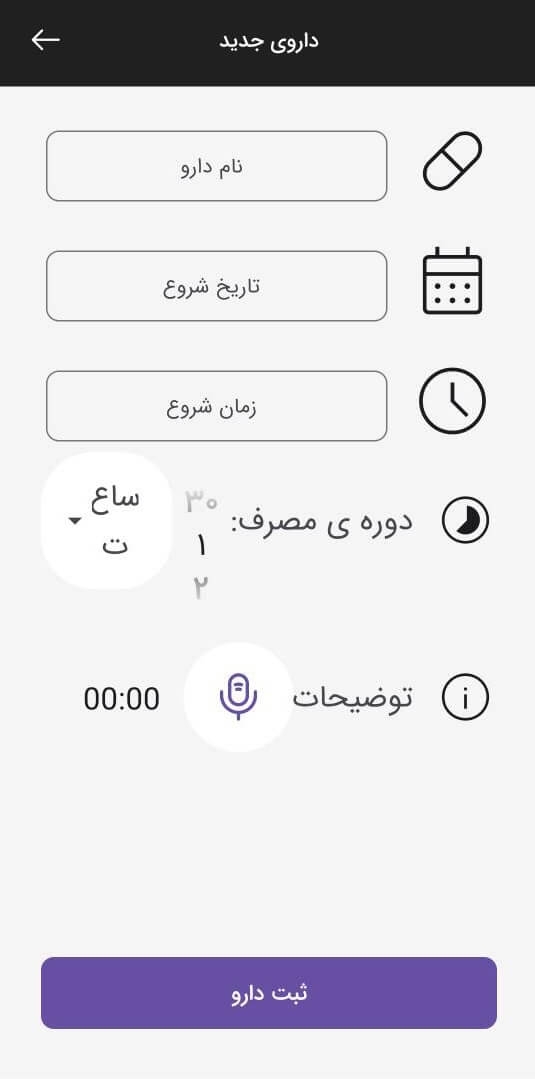 داروی جدید
نام دارو
تاریخ شروع
زمان شروع
دوره ی مصرف:
۳۰
۱
۲
ساع
ت
توضیحات
00:00
ثبت دارو